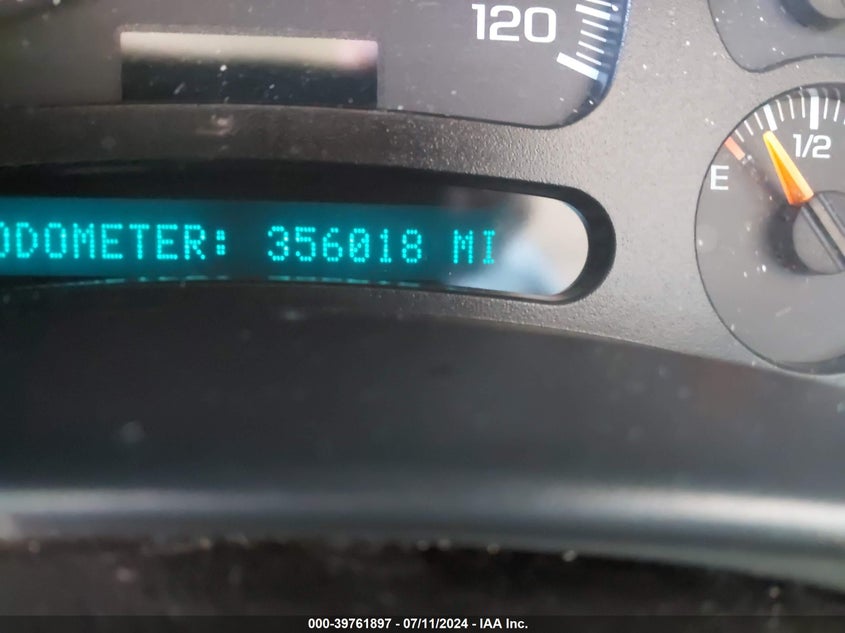 120
1/2
E
ODOMETER: 356018 MI
000-39761897 - 07/11/2024 - IAA Inc.